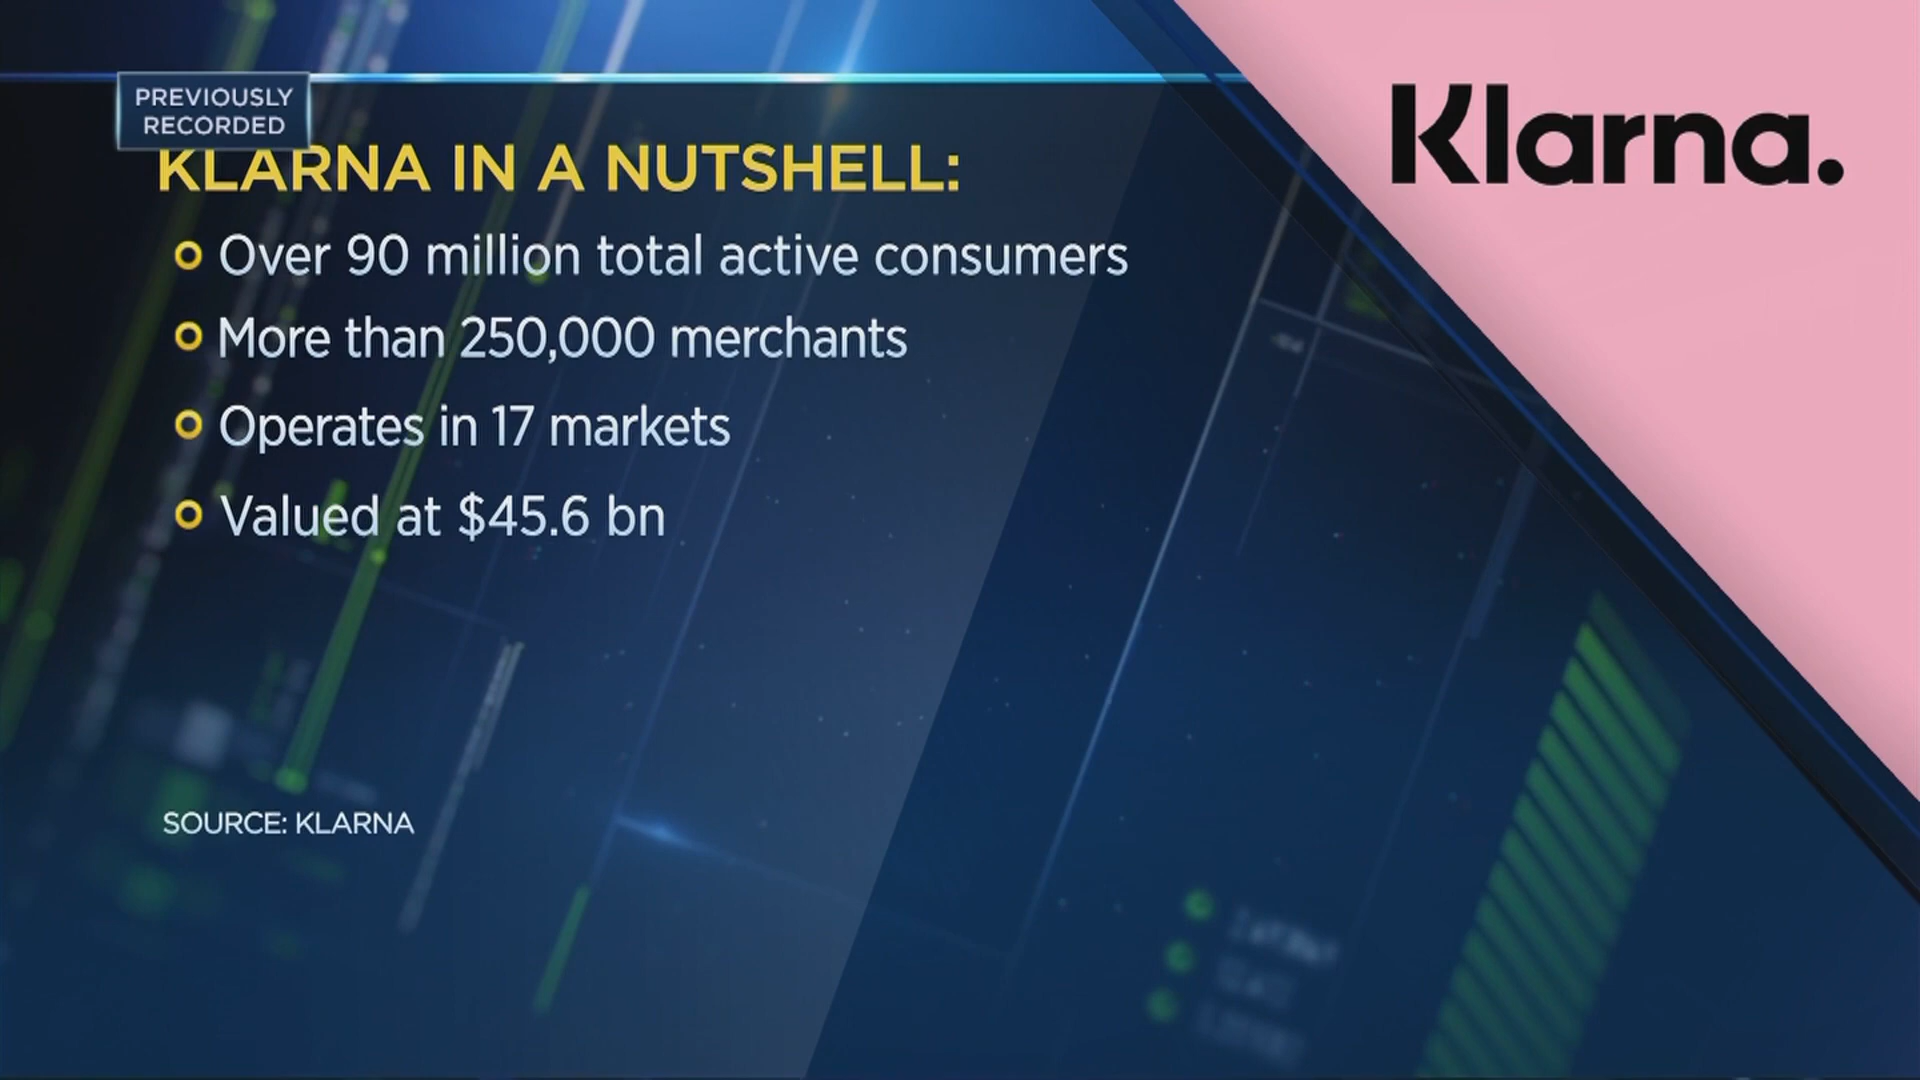 PREVIOUSLY
RECORDED
KLARNA IN A NUTSHELL:
Over 90 million total active consumers
More than 250,000 merchants
Operates in 17 markets
Valued at $45.6 bn
SOURCE: KLARNA
Klarna.